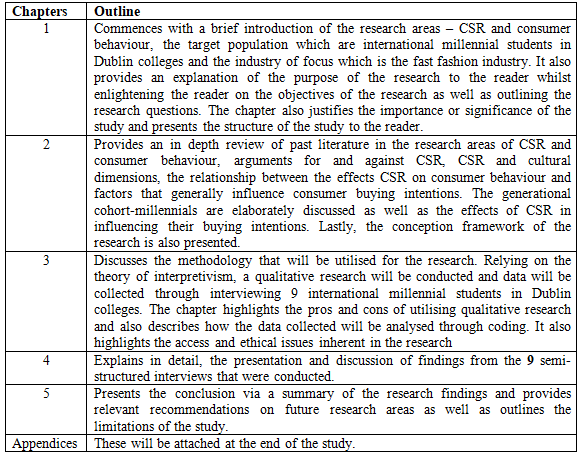 Chapters Outline
1 Commences with a brief introduction of the research areas – CSR and consumer
behaviour, the target population which are international millennial students in
Dublin colleges and the industry of focus which is the fast fashion industry. It also
provides an explanation of the purpose of the research to the reader whilst
enlightening the reader on the objectives of the research as well as outlining the
research questions. The chapter also justifies the importance or significance of the
study and presents the structure of the study to the reader.
2 Provides an in depth review of past literature in the research areas of CSR and
consumer behaviour, arguments for and against CSR, CSR and cultural
dimensions, the relationship between the effects CSR on consumer behaviour and
factors that generally influence consumer buying intentions. The generational
cohort-millennials are elaborately discussed as well as the effects of CSR in
influencing their buying intentions. Lastly, the conception framework of the
research is also presented.
3 Discusses the methodology that will be utilised for the research. Relying on the
theory of interpretivism, a qualitative research will be conducted and data will be
collected through interviewing 9 international millennial students in Dublin
colleges. The chapter highlights the pros and cons of utilising qualitative research
and also describes how the data collected will be analysed through coding. It also
highlights the access and ethical issues inherent in the research
4 Explains in detail, the presentation and discussion of findings from the 9 semi-
structured interviews that were conducted.
5 Presents the conclusion via a summary of the research findings and provides
relevant recommendations on future research areas as well as outlines the
limitations of the study.
Appendices These will be attached at the end of the study.